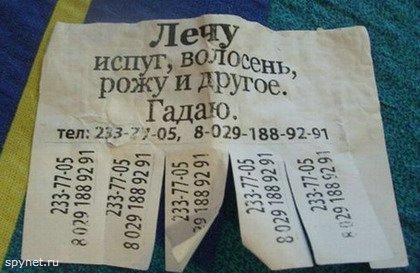 Лечу
испуг, волосень,
рожу и другое.
Гадаю.
тел: 233-77-05, 8-029-188-92-91
233-77-05
8 029 188 92 91
233-77-05
8 029 188 92 91
233-77-05
8 029 188 92 91
233-77-05
8 029 188 92 91
233-77-05
8 029 188 92 91
spynet.ru